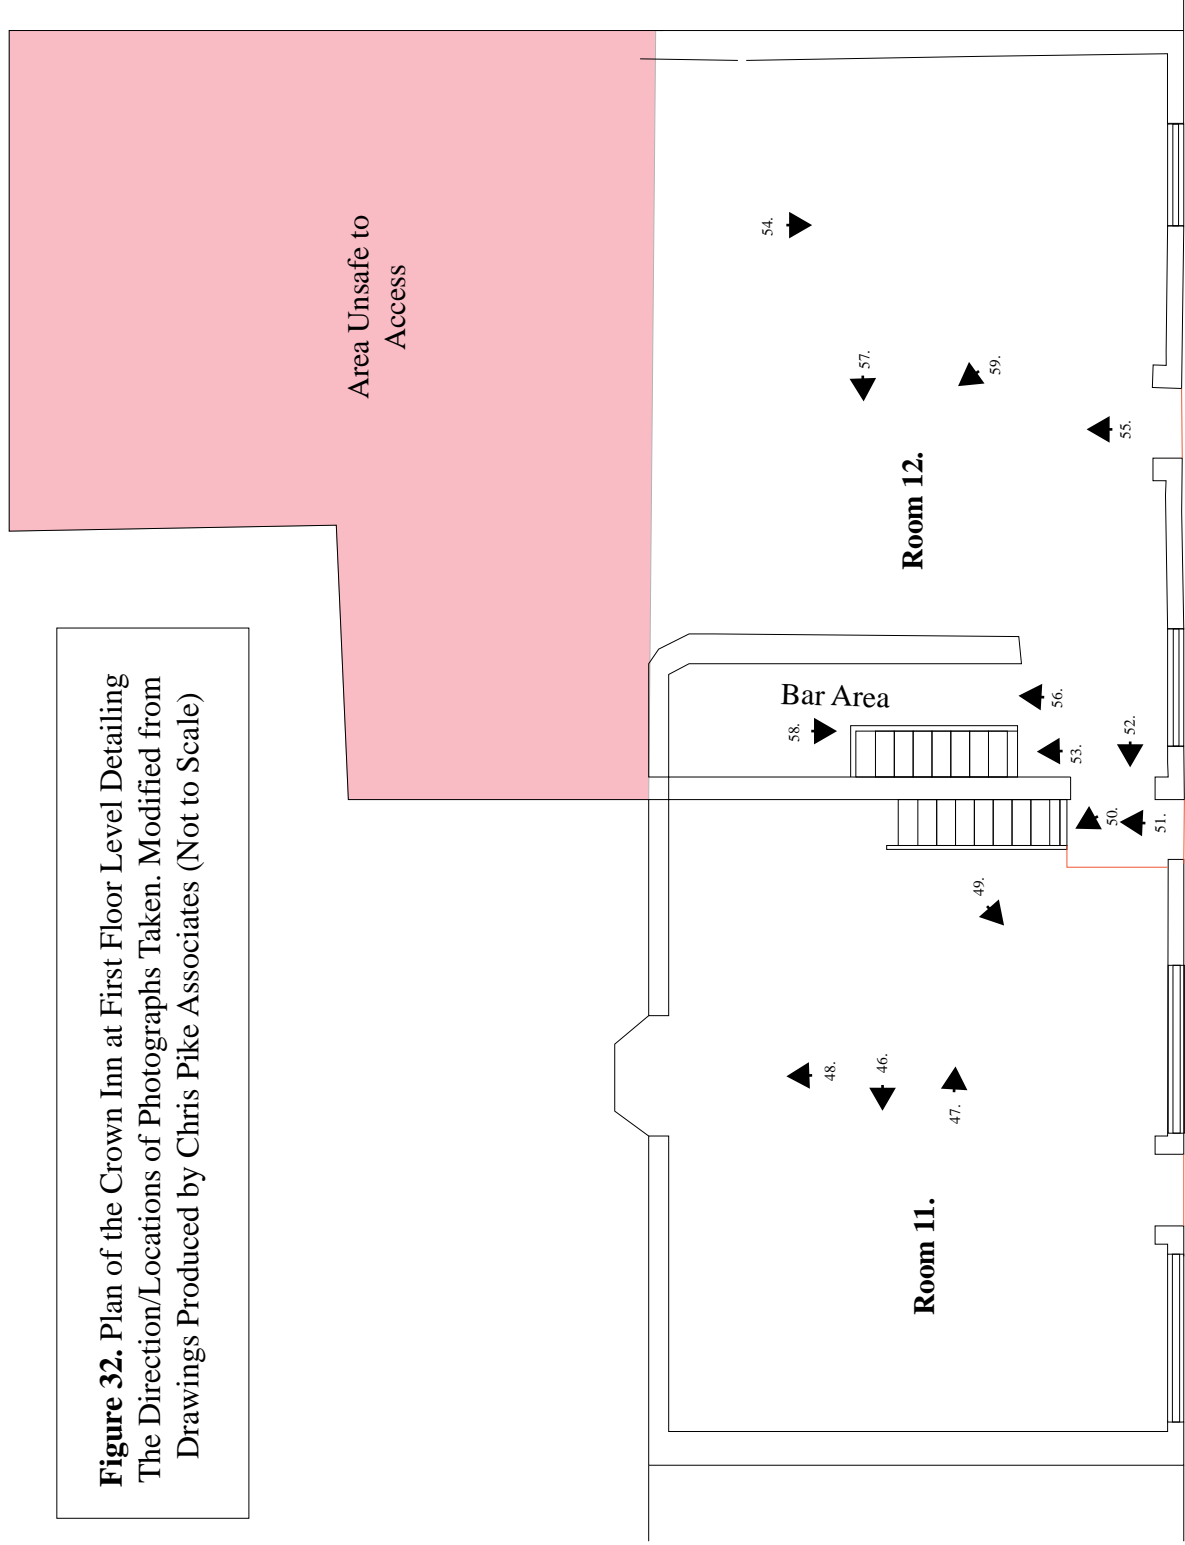 Figure 32. Plan of the Crown Inn at First Floor Level Detailing
The Direction/Locations of Photographs Taken. Modified from
Drawings Produced by Chris Pike Associates (Not to Scale)
Area Unsafe to
Access
Room 11.
Room 12.
Bar Area
46.
47.
48.
49.
50.
51.
52.
53.
54.
55.
56.
57.
58.
59.